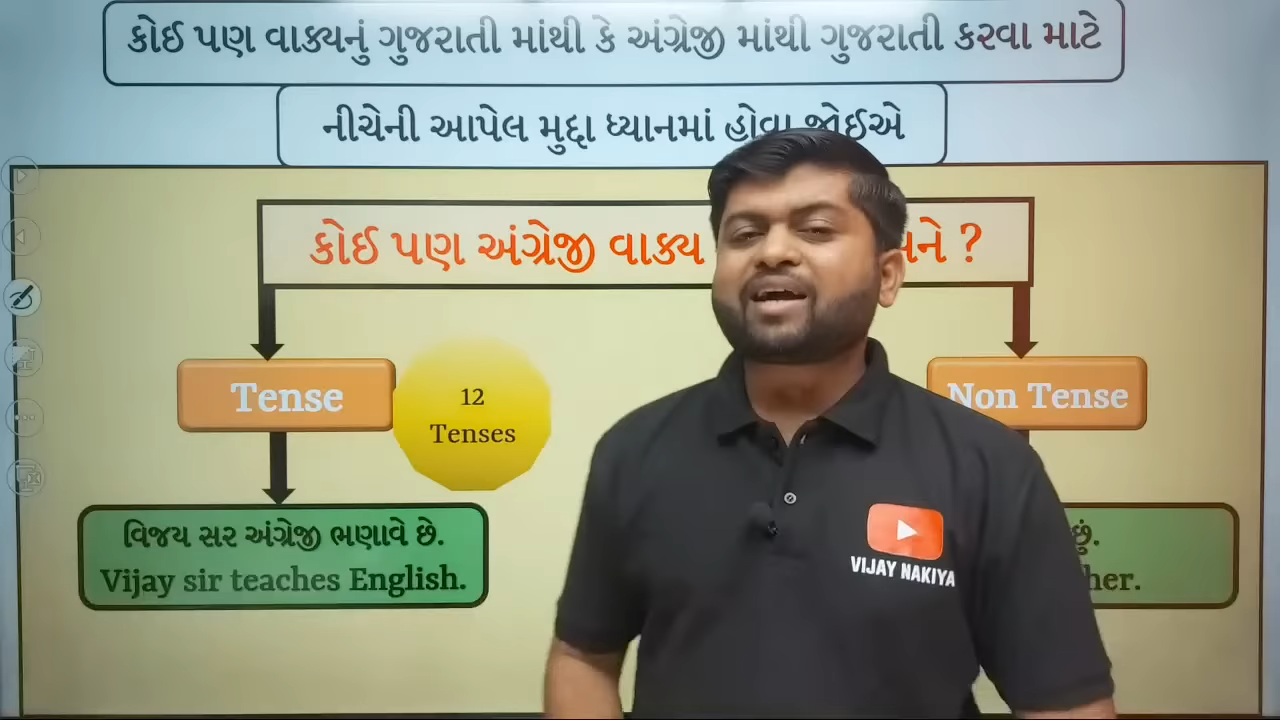 કોઈ પણ વાક્યનું ગુજરાતી માંથી કે અંગ્રેજી માંથી ગુજરાતી કરવા માટે
નીચેની આપેલ મુદ્દા ધ્યાનમાં હોવા જોઈએ
કોઈ પણ અંગ્રેજી વાક્ય ?
Tense
12
Tenses
Non Tense
વિજય સર અંગ્રેજી ભણાવે છે.
Vijay sir teaches English.
છું.
VIJAY NAKIYA